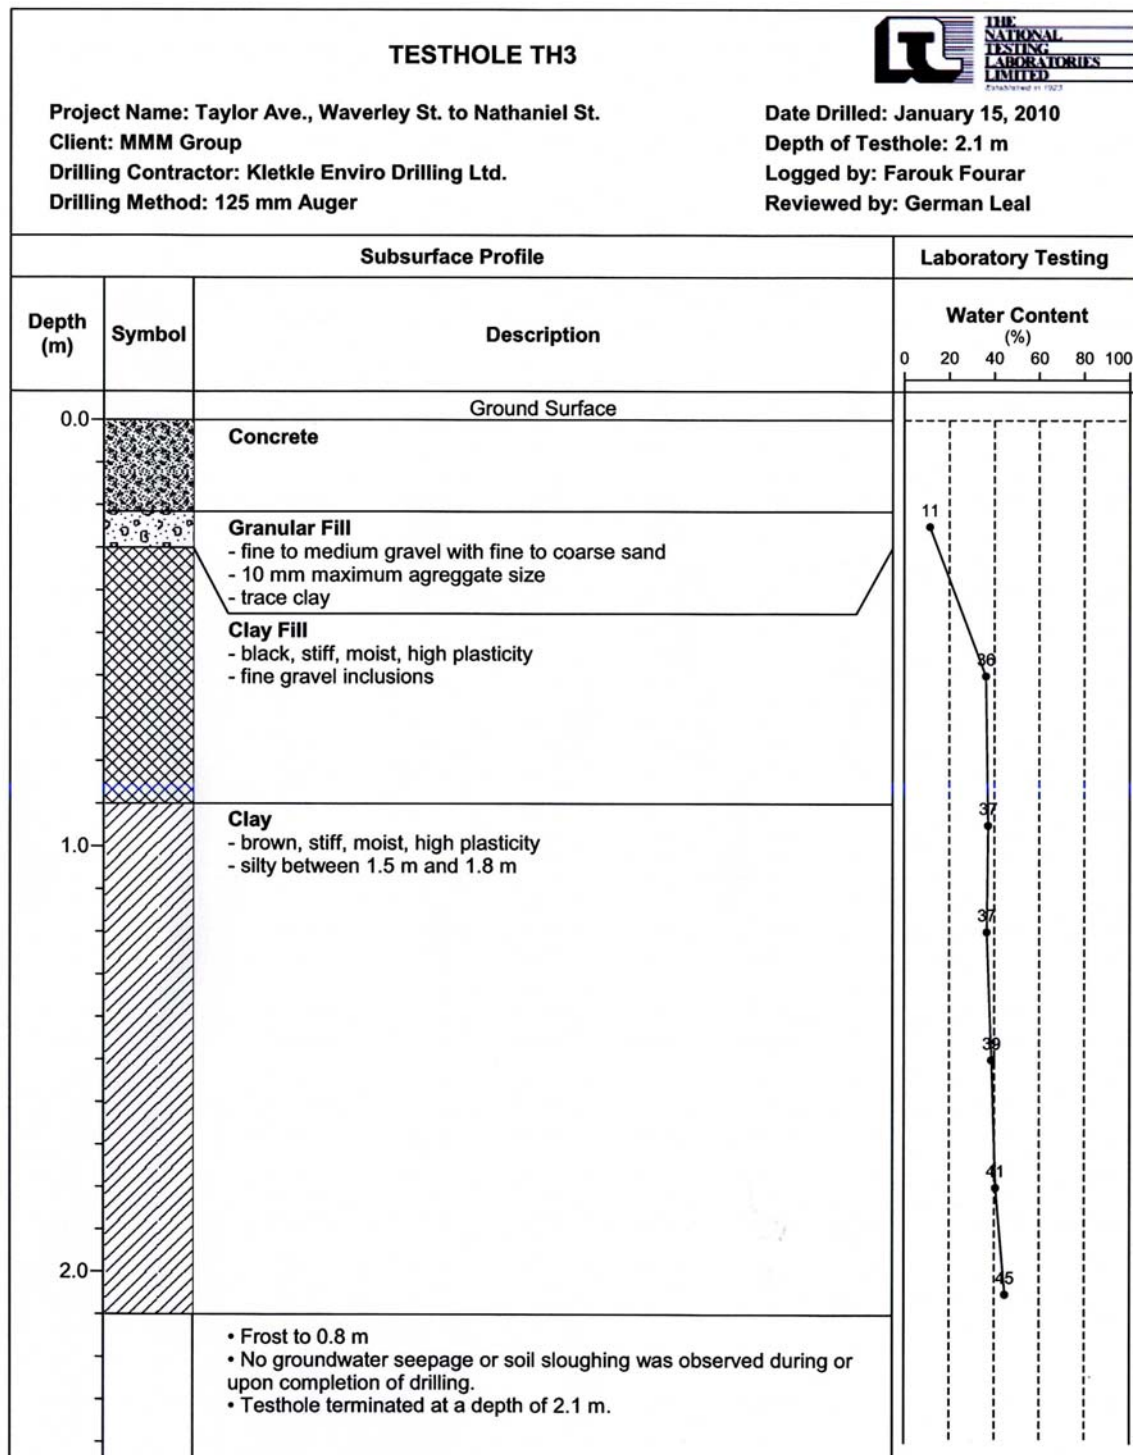 TESTHOLE TH3
THE
NATIONAL
TESTING
LABORATORIES
LIMITED
Established in 1923
Project Name: Taylor Ave., Waverley St. to Nathaniel St.
Client: MMM Group
Drilling Contractor: Kletkle Enviro Drilling Ltd.
Drilling Method: 125 mm Auger
Date Drilled: January 15, 2010
Depth of Testhole: 2.1 m
Logged by: Farouk Fourar
Reviewed by: German Leal
Subsurface Profile
Laboratory Testing
Depth
(m)
Symbol
Description
Water Content
(%)
0 20 40 60 80 100
Ground Surface
0.0
Concrete
11
Granular Fill
- fine to medium gravel with fine to coarse sand
- 10 mm maximum agreggate size
- trace clay
Clay Fill
- black, stiff, moist, high plasticity
- fine gravel inclusions
36
37
Clay
- brown, stiff, moist, high plasticity
- silty between 1.5 m and 1.8 m
1.0
37
39
41
2.0
45
• Frost to 0.8 m
• No groundwater seepage or soil sloughing was observed during or
upon completion of drilling.
• Testhole terminated at a depth of 2.1 m.